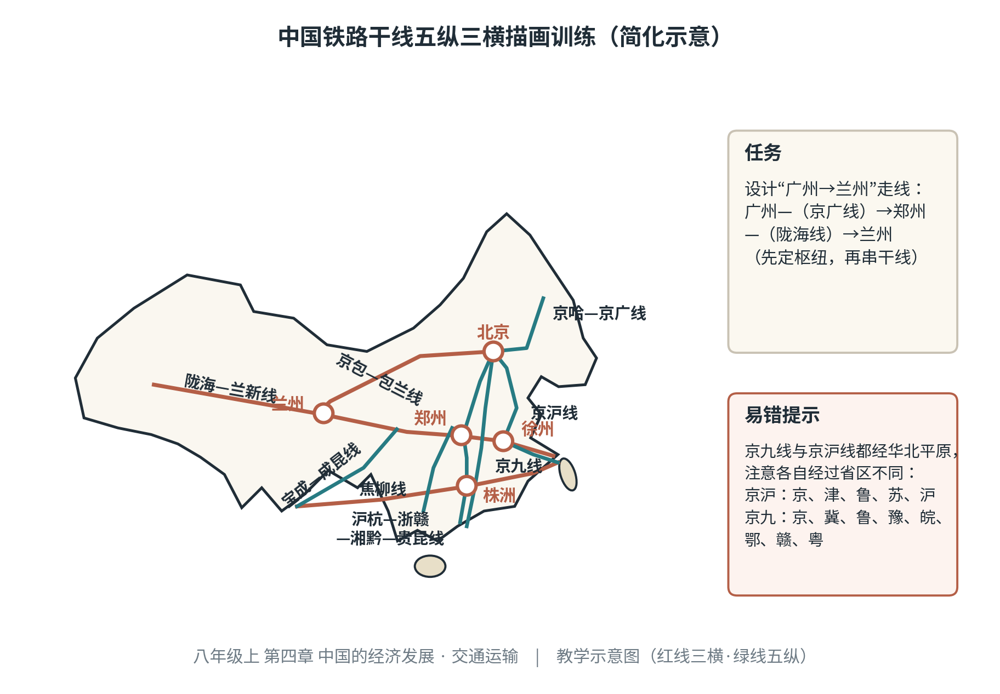 中国铁路干线五纵三横描画训练（简化示意）
京哈—京广线
北京
京包—包兰线
陇海—兰新线
兰州
郑州
京沪线
徐州
宝成—成昆线
京九线
焦柳线
株洲
沪杭—浙赣
—湘黔—贵昆线
任务
设计“广州→兰州”走线：
广州—（京广线）→郑州
—（陇海线）→兰州
（先定枢纽，再串干线）
易错提示
京九线与京沪线都经华北平原，
注意各自经过省区不同：
京沪：京、津、鲁、苏、沪
京九：京、冀、鲁、豫、皖、
鄂、赣、粤
八年级上 第四章 中国的经济发展 · 交通运输 ｜ 教学示意图（红线三横·绿线五纵）